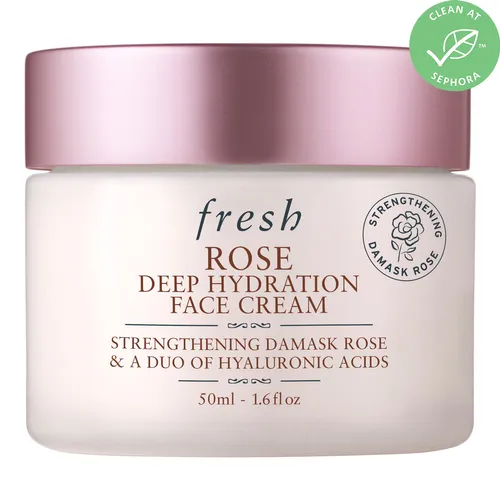 CLEAN AT
SEPHORA
™
fresh
ROSE
DEEP HYDRATION
FACE CREAM
STRENGTHENING DAMASK ROSE
& A DUO OF HYALURONIC ACIDS
50ml - 1.6 fl oz
STRENGTHENING
DAMASK ROSE